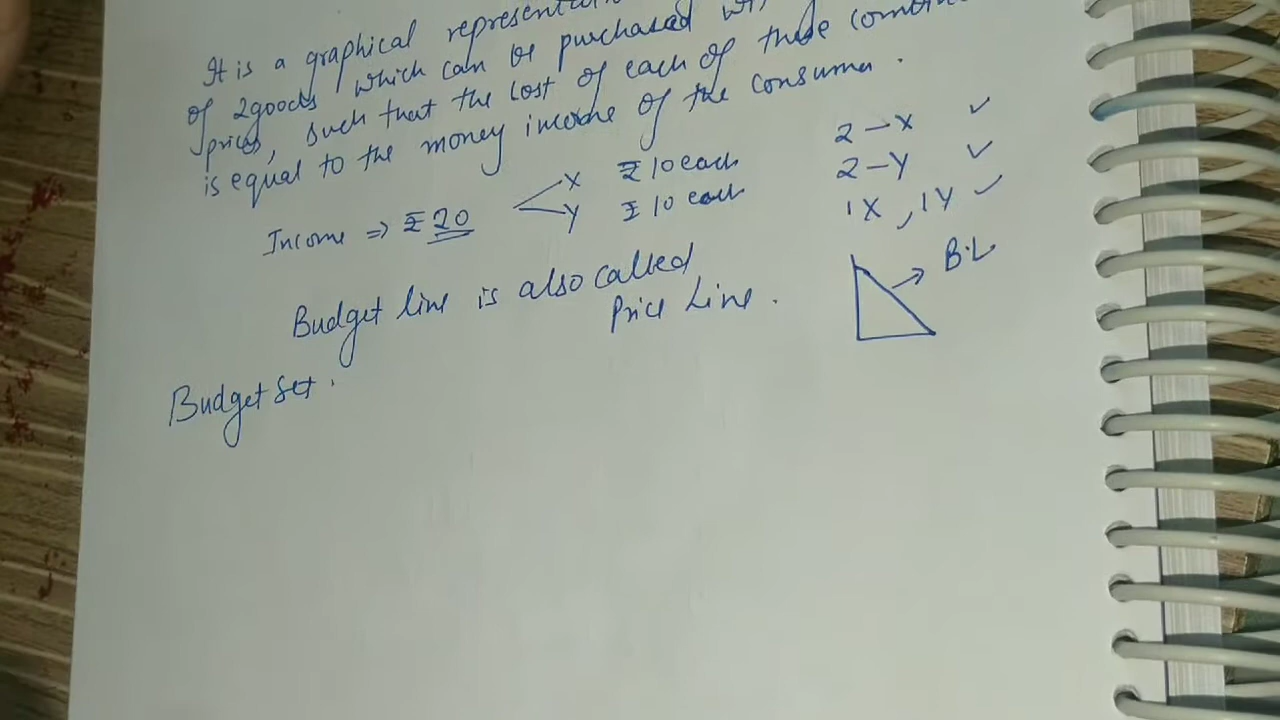 It is a graphical
of 2 goods which can be purchased
prices, such that the cost of each of these
is equal to the money income of the consumer.
Income ⇒ ₹ 20
X ₹ 10 each
Y ₹ 10 each
2 – X ✓
2 – Y ✓
1X , 1Y ✓
B.L
Budget line is also called
Price Line.
Budget Set.